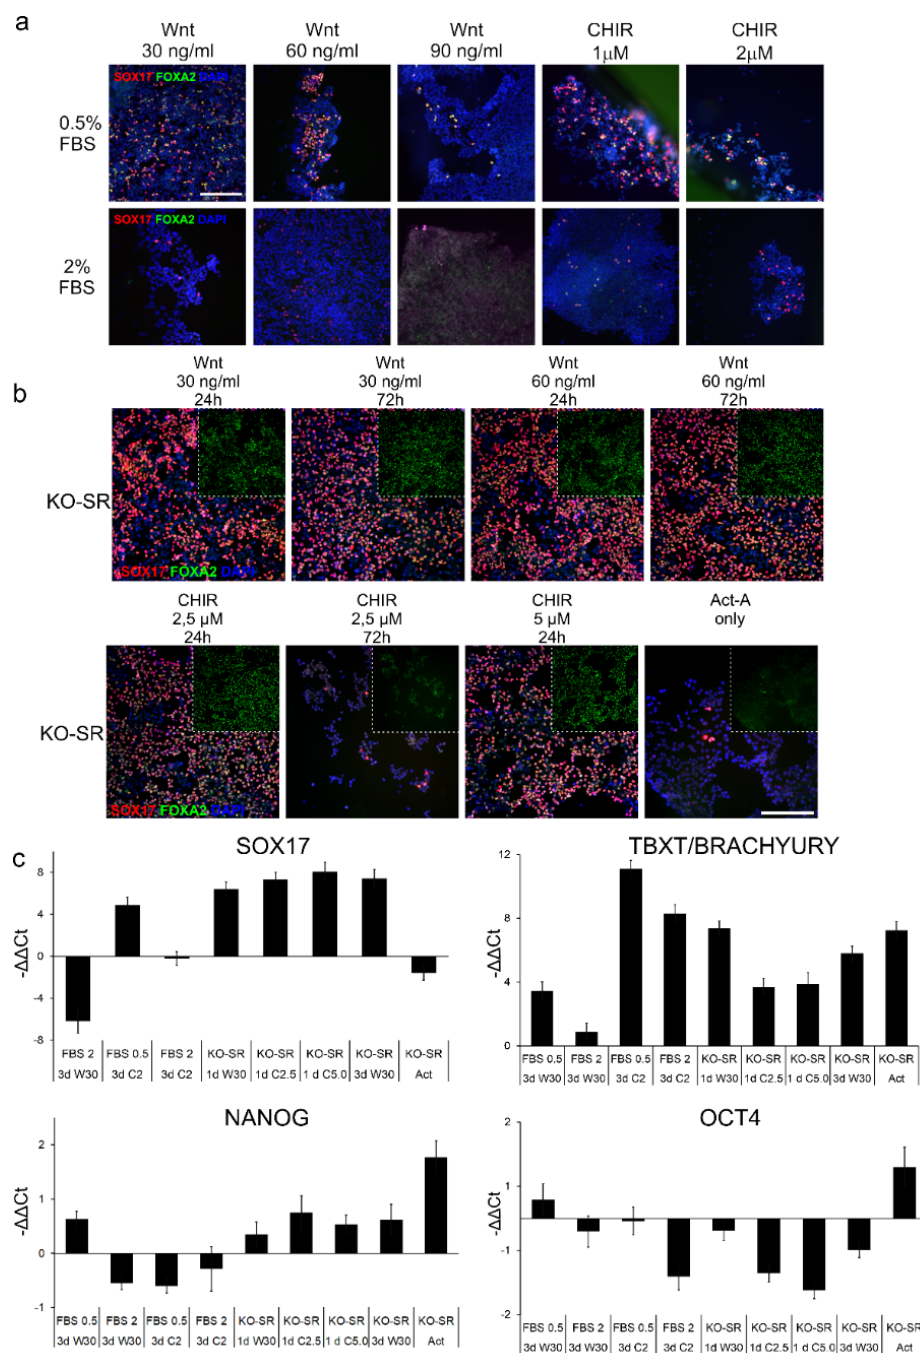 a
Wnt
30 ng/ml
Wnt
60 ng/ml
Wnt
90 ng/ml
CHIR
1µM
CHIR
2µM
SOX17 FOXA2 DAPI
0.5%
FBS
SOX17 FOXA2 DAPI
2%
FBS
b
Wnt
30 ng/ml
24h
Wnt
30 ng/ml
72h
Wnt
60 ng/ml
24h
Wnt
60 ng/ml
72h
KO-SR
SOX17 FOXA2 DAPI
CHIR
2,5 µM
24h
CHIR
2,5 µM
72h
CHIR
5 µM
24h
Act-A
only
KO-SR
SOX17 FOXA2 DAPI
c
SOX17
-ΔΔCt
8
4
0
-4
-8
FBS 2 FBS 0.5 FBS 2 KO-SR KO-SR KO-SR KO-SR KO-SR
3d W30 3d C2 3d C2 1d W30 1d C2.5 1 d C5.0 3d W30 Act
TBXT/BRACHYURY
-ΔΔCt
12
8
4
0
FBS 0.5 FBS 2 FBS 0.5 FBS 2 KO-SR KO-SR KO-SR KO-SR KO-SR
3d W30 3d W30 3d C2 3d C2 1d W30 1d C2.5 1 d C5.0 3d W30 Act
NANOG
-ΔΔCt
2
1
0
-1
FBS 0.5 FBS 2 FBS 0.5 FBS 2 KO-SR KO-SR KO-SR KO-SR KO-SR
3d W30 3d W30 3d C2 3d C2 1d W30 1d C2.5 1 d C5.0 3d W30 Act
OCT4
-ΔΔCt
2
1
0
-1
-2
FBS 0.5 FBS 2 FBS 0.5 FBS 2 KO-SR KO-SR KO-SR KO-SR KO-SR
3d W30 3d W30 3d C2 3d C2 1d W30 1d C2.5 1 d C5.0 3d W30 Act